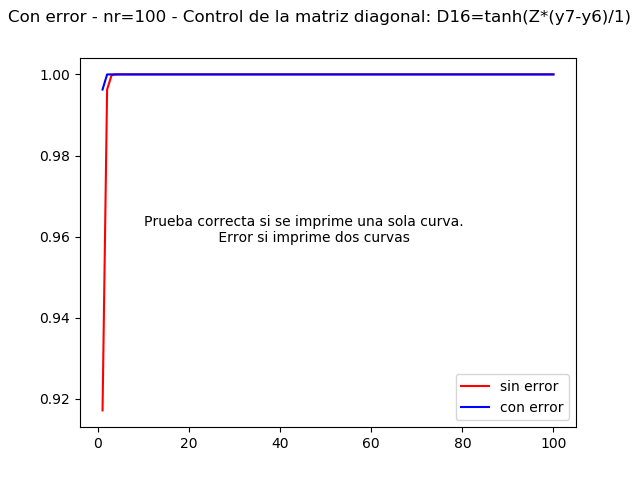 Con error - nr=100 - Control de la matriz diagonal: D16=tanh(Z*(y7-y6)/1)
1.00
0.98
0.96
0.94
0.92
Prueba correcta si se imprime una sola curva.
Error si imprime dos curvas
sin error
con error
0
20
40
60
80
100